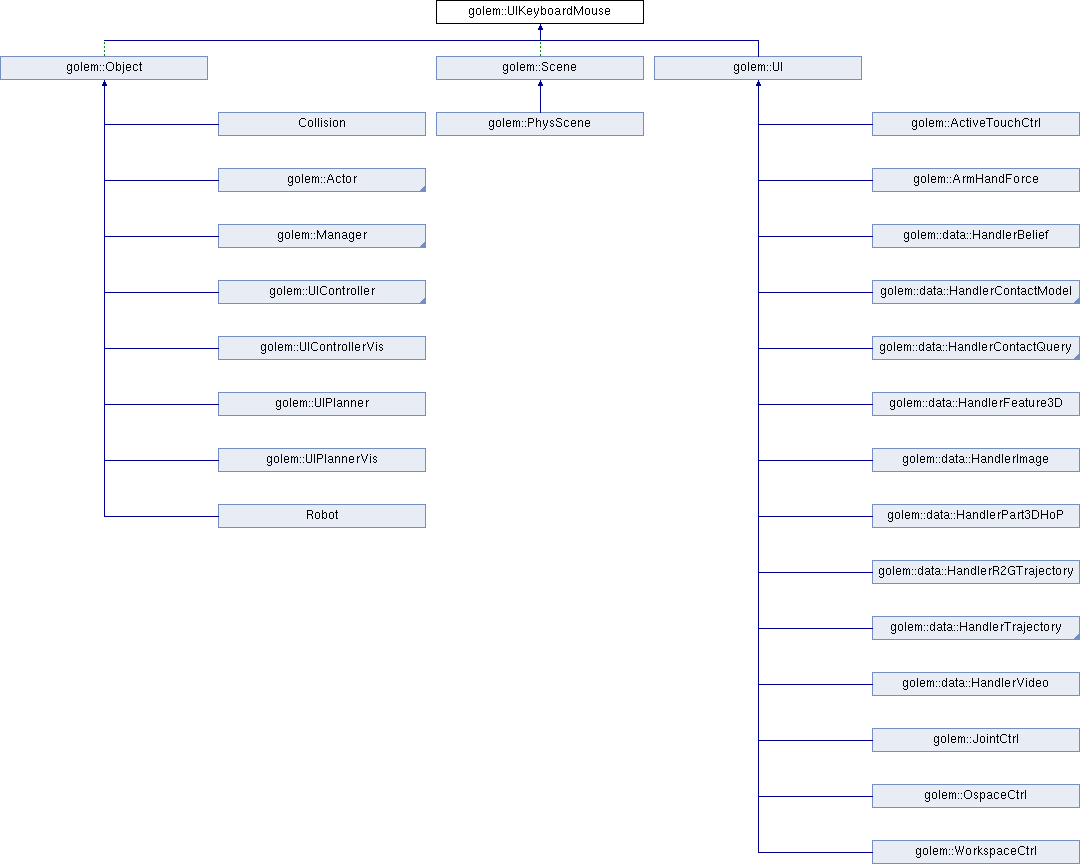 golem::UIKeyboardMouse
golem::Object
golem::Scene
golem::UI
Collision
golem::PhysScene
golem::ActiveTouchCtrl
golem::Actor
golem::ArmHandForce
golem::Manager
golem::data::HandlerBelief
golem::UIController
golem::data::HandlerContactModel
golem::UIControllerVis
golem::data::HandlerContactQuery
golem::UIPlanner
golem::data::HandlerFeature3D
golem::UIPlannerVis
golem::data::HandlerImage
Robot
golem::data::HandlerPart3DHoP
golem::data::HandlerR2GTrajectory
golem::data::HandlerTrajectory
golem::data::HandlerVideo
golem::JointCtrl
golem::OspaceCtrl
golem::WorkspaceCtrl